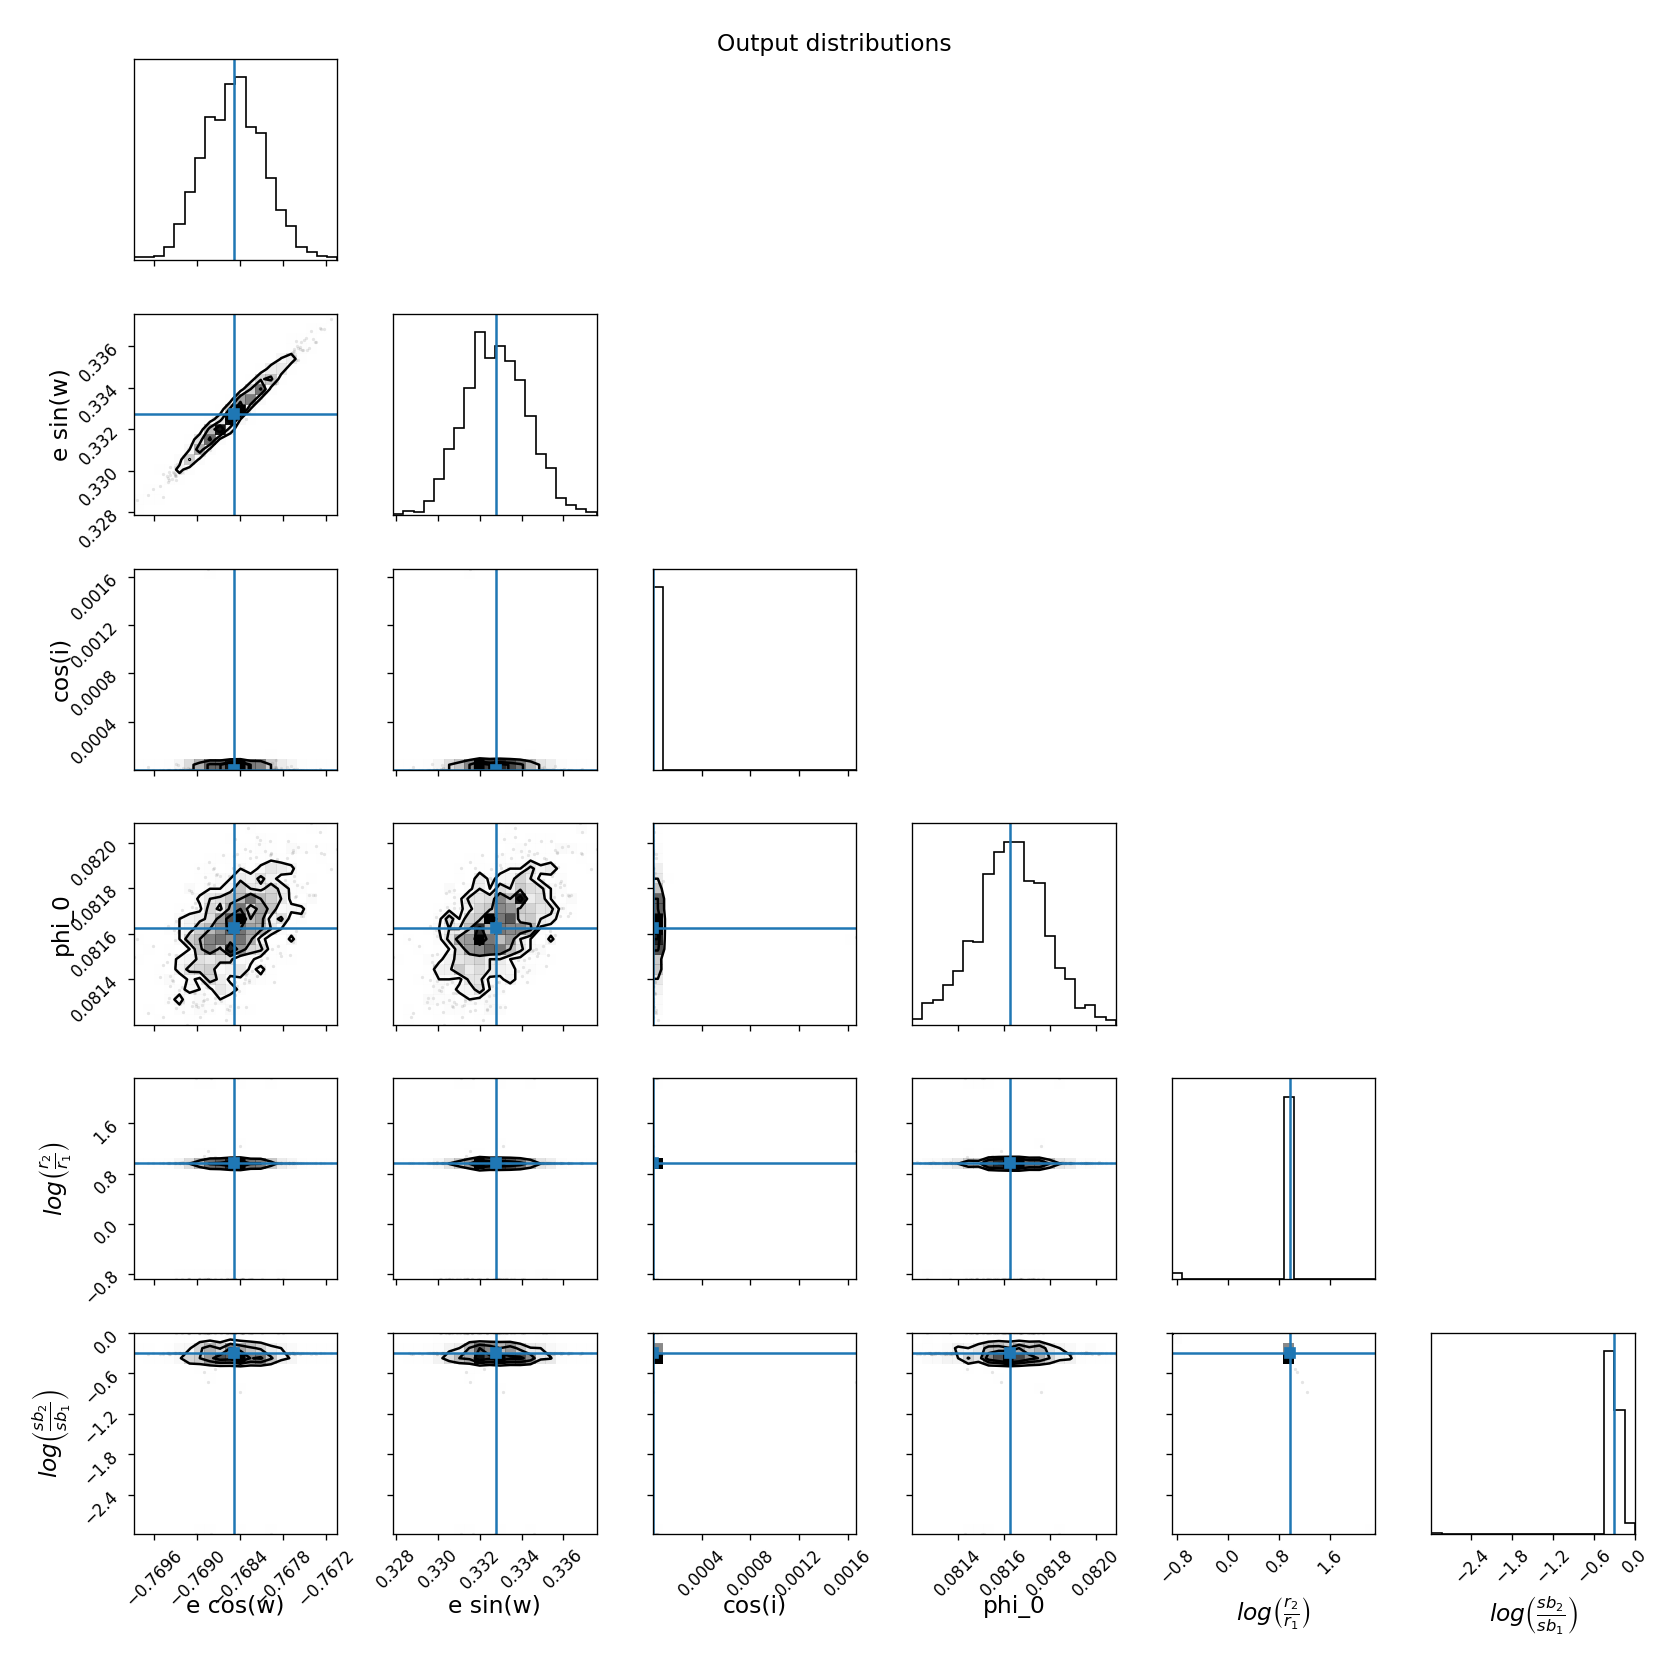 Output distributions
e sin(w)
0.336
0.334
0.332
0.330
0.328
cos(i)
0.0016
0.0012
0.0008
0.0004
phi_0
0.0820
0.0818
0.0816
0.0814
log(r2/r1)
1.6
0.8
0.0
−0.8
log(sb2/sb1)
0.0
−0.6
−1.2
−1.8
−2.4
−0.7696 −0.7690 −0.7684 −0.7678 −0.7672 0.328 0.330 0.332 0.334 0.336 0.0004 0.0008 0.0012 0.0016 0.0814 0.0816 0.0818 0.0820 −0.8 0.0 0.8 1.6 −2.4 −1.8 −1.2 −0.6 0.0
e cos(w) e sin(w) cos(i) phi_0 log(r2/r1) log(sb2/sb1)